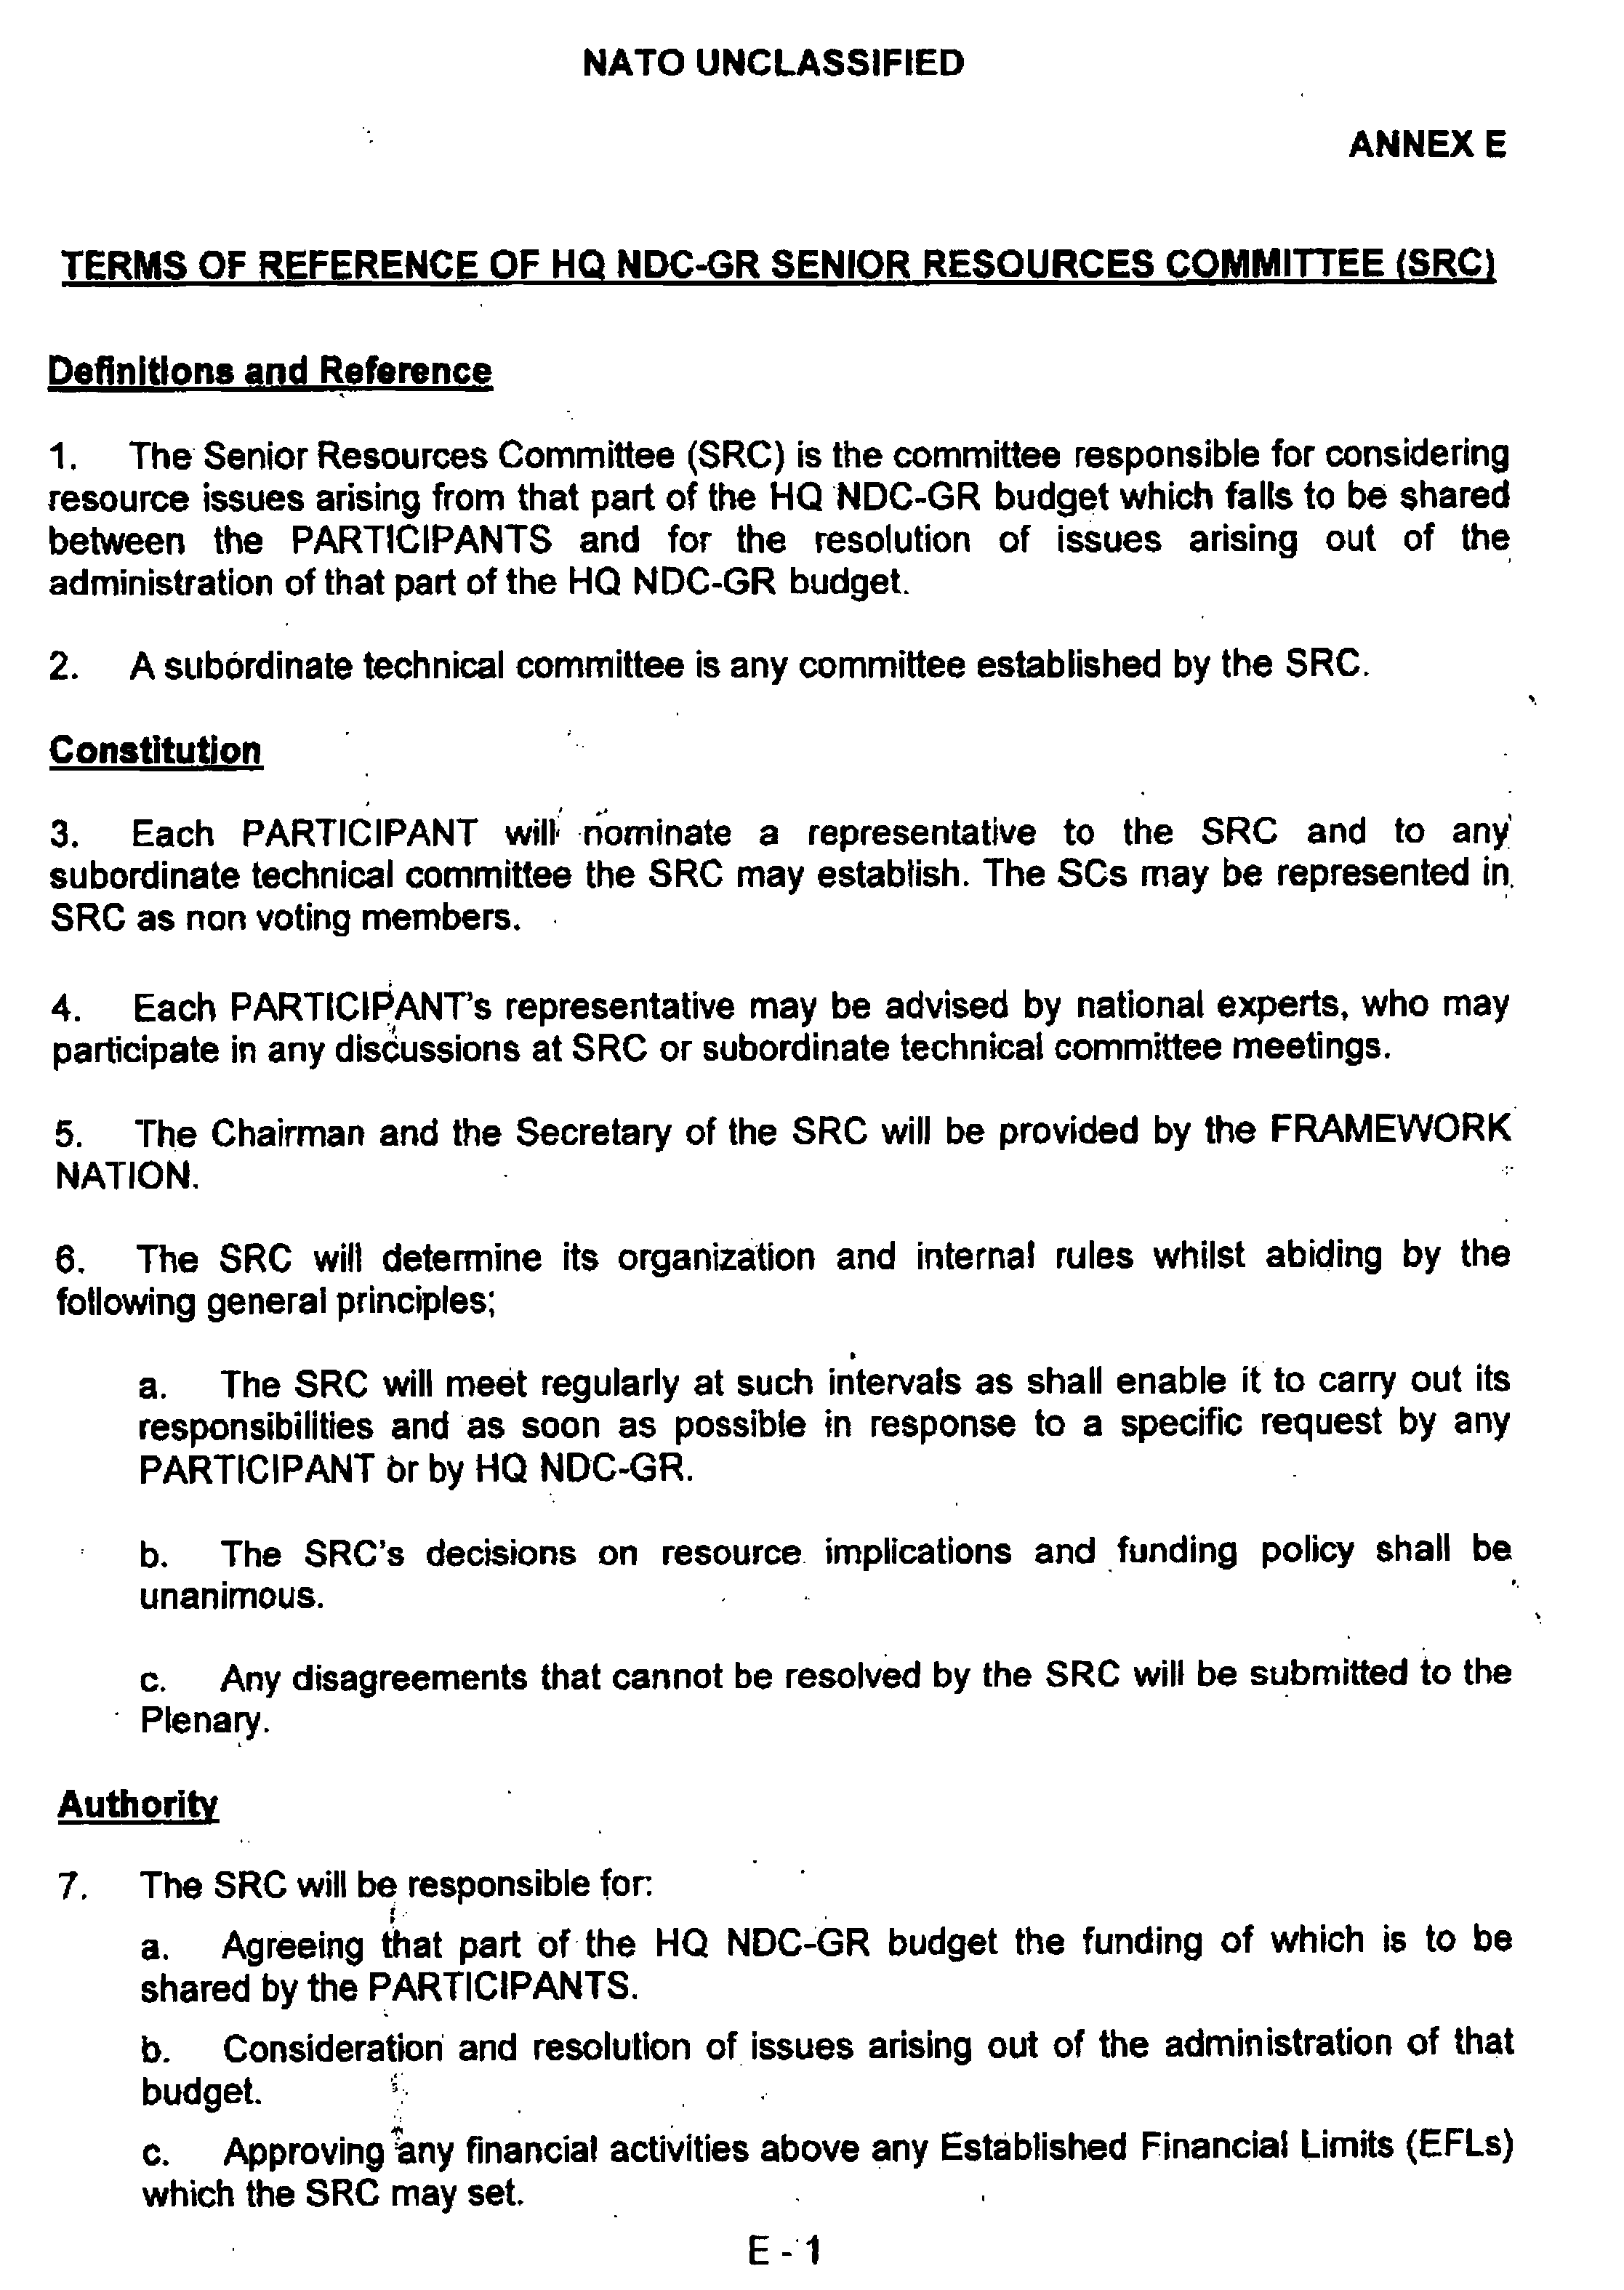 NATO UNCLASSIFIED
ANNEX E
TERMS OF REFERENCE OF HQ NDC-GR SENIOR RESOURCES COMMITTEE (SRC)
Definitions and Reference
1. The Senior Resources Committee (SRC) is the committee responsible for considering
resource issues arising from that part of the HQ NDC-GR budget which falls to be shared
between the PARTICIPANTS and for the resolution of issues arising out of the
administration of that part of the HQ NDC-GR budget.
2. A subordinate technical committee is any committee established by the SRC.
Constitution
3. Each PARTICIPANT will nominate a representative to the SRC and to any
subordinate technical committee the SRC may establish. The SCs may be represented in
SRC as non voting members.
4. Each PARTICIPANT's representative may be advised by national experts, who may
participate in any discussions at SRC or subordinate technical committee meetings.
5. The Chairman and the Secretary of the SRC will be provided by the FRAMEWORK
NATION.
6. The SRC will determine its organization and internal rules whilst abiding by the
following general principles;
a. The SRC will meet regularly at such intervals as shall enable it to carry out its
responsibilities and as soon as possible in response to a specific request by any
PARTICIPANT or by HQ NDC-GR.
b. The SRC's decisions on resource implications and funding policy shall be
unanimous.
c. Any disagreements that cannot be resolved by the SRC will be submitted to the
Plenary.
Authority
7. The SRC will be responsible for:
a. Agreeing that part of the HQ NDC-GR budget the funding of which is to be
shared by the PARTICIPANTS.
b. Consideration and resolution of issues arising out of the administration of that
budget.
c. Approving any financial activities above any Established Financial Limits (EFLs)
which the SRC may set.
E - 1